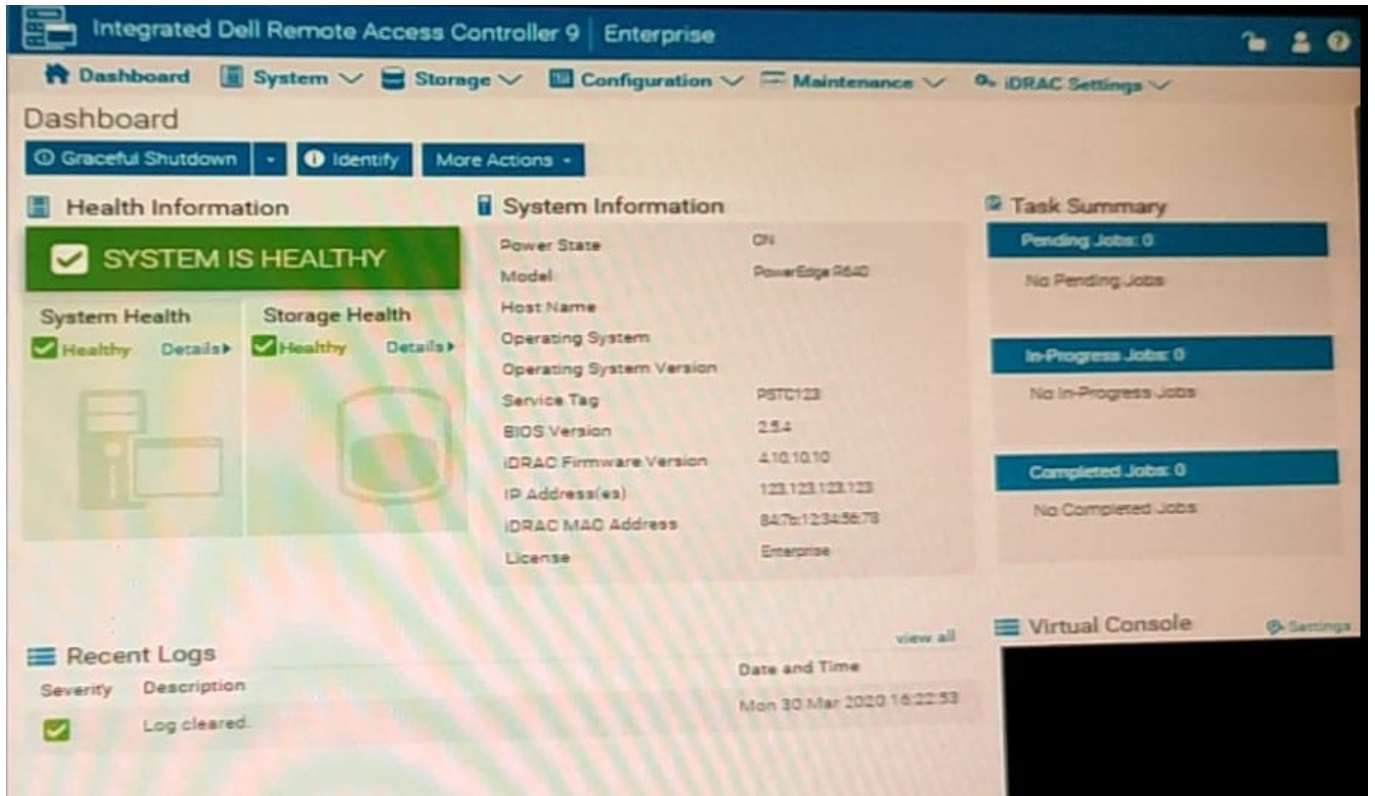 Integrated Dell Remote Access Controller 9 | Enterprise
Dashboard System Storage Configuration Maintenance iDRAC Settings
Dashboard
Graceful Shutdown Identify More Actions
Health Information
SYSTEM IS HEALTHY
System Health Storage Health
Healthy Details Healthy Details
System Information
Power State ON
Model PowerEdge R640
Host Name
Operating System
Operating System Version
Service Tag PSTC123
BIOS Version 2.5.4
iDRAC Firmware Version 4.10.10.10
IP Address(es) 123.123.123.123
iDRAC MAC Address 84:7b:12:34:56:78
License Enterprise
Task Summary
Pending Jobs: 0
No Pending Jobs
In-Progress Jobs: 0
No In-Progress Jobs
Completed Jobs: 0
No Completed Jobs
Recent Logs view all
Severity Description Date and Time
Log cleared. Mon 30 Mar 2020 16:22:53
Virtual Console Settings